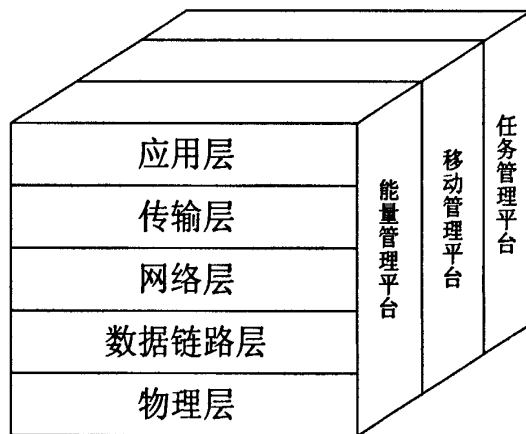 应用层
传输层
网络层
数据链路层
物理层
能量管理平台
移动管理平台
任务管理平台